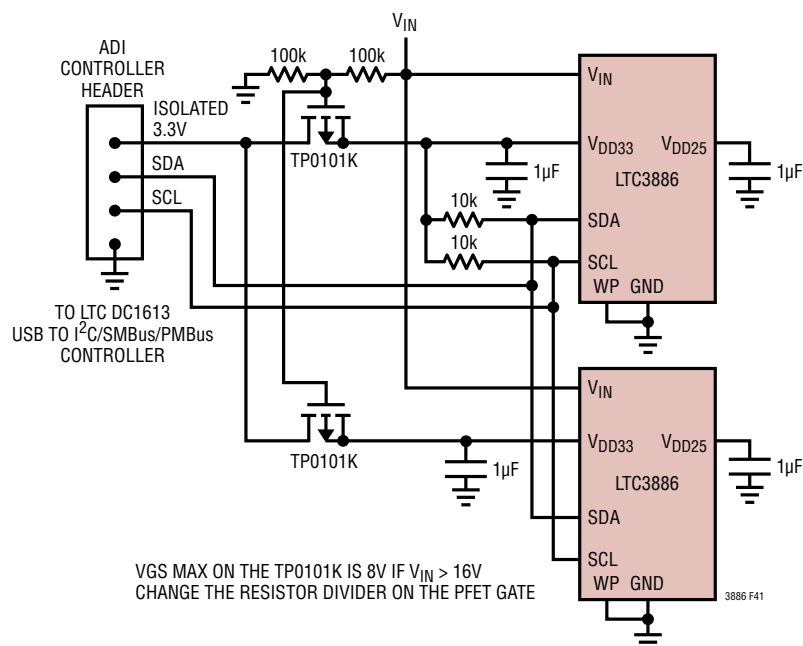 V_IN
ADI
CONTROLLER
HEADER
100k
100k
ISOLATED
3.3V
SDA
SCL
TP0101K
V_IN
V_DD33
V_DD25
LTC3886
1µF
1µF
10k
10k
SDA
SCL
WP GND
TO LTC DC1613
USB TO I²C/SMBus/PMBus
CONTROLLER
TP0101K
V_IN
V_DD33
V_DD25
LTC3886
1µF
1µF
SDA
SCL
WP GND
VGS MAX ON THE TP0101K IS 8V IF V_IN > 16V
CHANGE THE RESISTOR DIVIDER ON THE PFET GATE
3886 F41